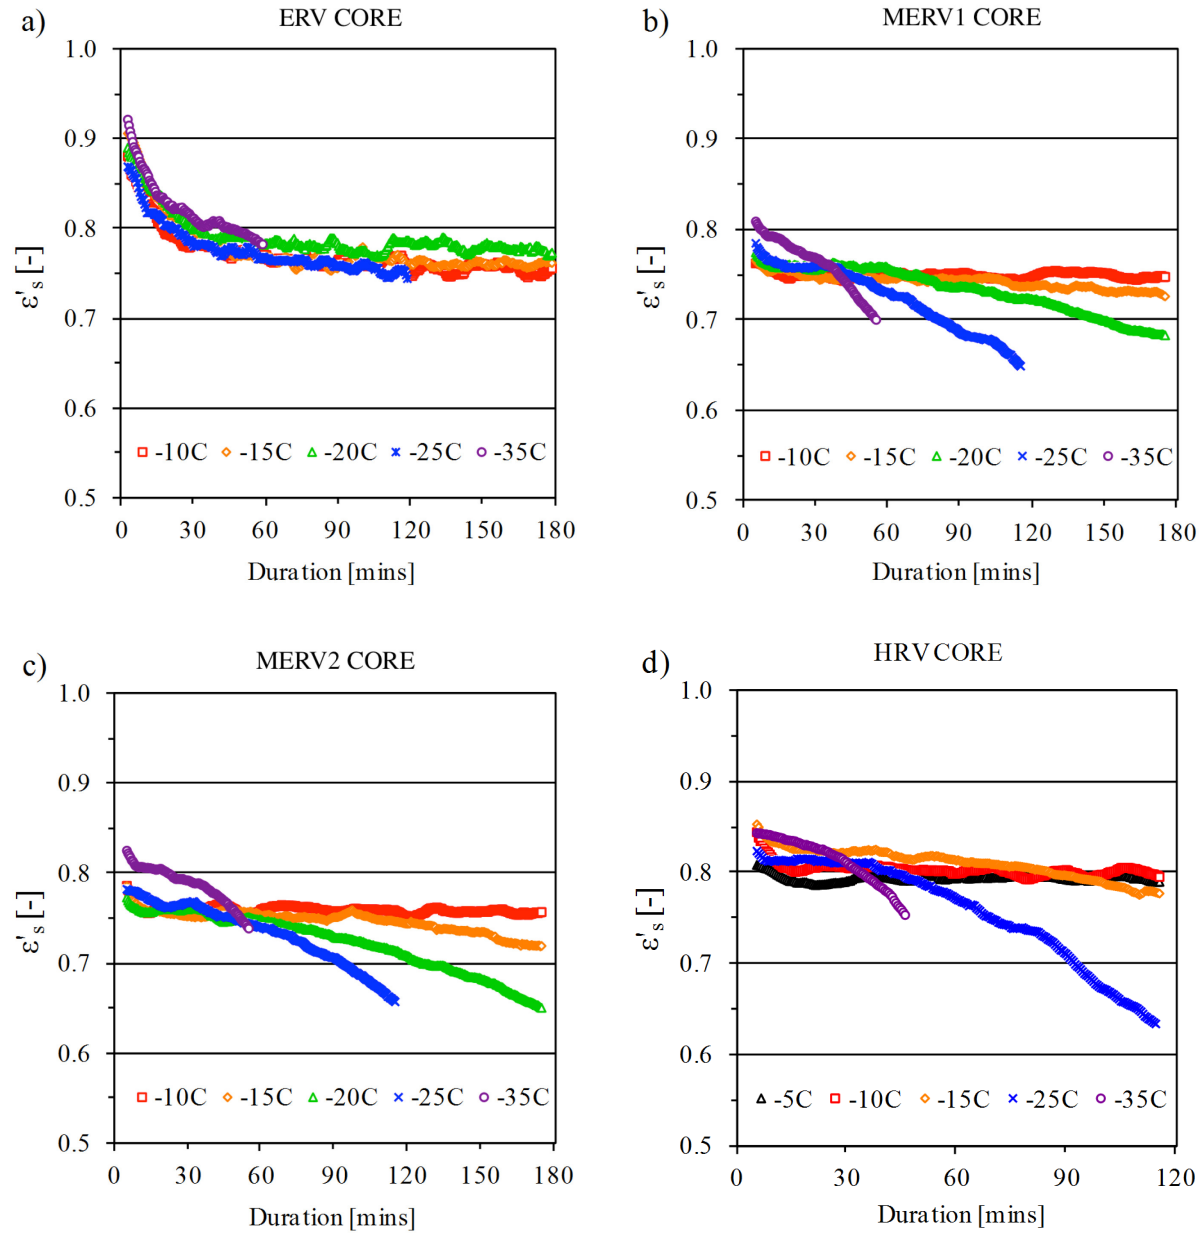 a)
ERV CORE
1.0
0.9
0.8
0.7
0.6
0.5
ε's [-]
-10C -15C -20C -25C -35C
0 30 60 90 120 150 180
Duration [mins]
b)
MERV1 CORE
1.0
0.9
0.8
0.7
0.6
0.5
ε's [-]
-10C -15C -20C -25C -35C
0 30 60 90 120 150 180
Duration [mins]
c)
MERV2 CORE
1.0
0.9
0.8
0.7
0.6
0.5
ε's [-]
-10C -15C -20C -25C -35C
0 30 60 90 120 150 180
Duration [mins]
d)
HRV CORE
1.0
0.9
0.8
0.7
0.6
0.5
ε's [-]
-5C -10C -15C -25C -35C
0 30 60 90 120
Duration [mins]